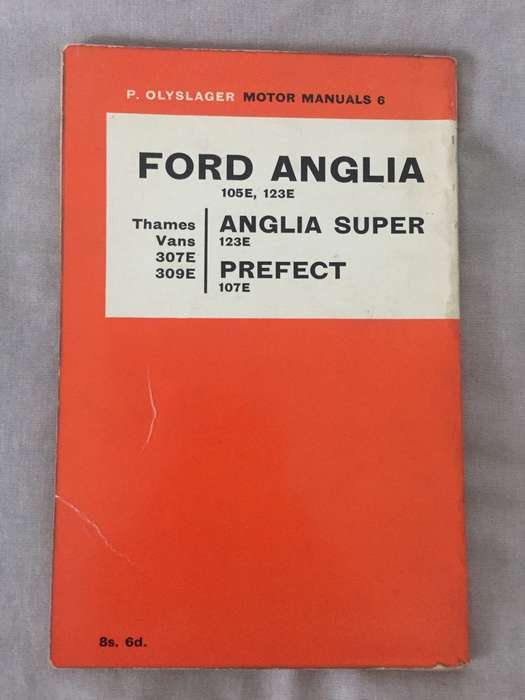 P. OLYSLAGER MOTOR MANUALS 6
FORD ANGLIA
105E, 123E
Thames
Vans
307E
309E
ANGLIA SUPER
123E
PREFECT
107E
8s. 6d.